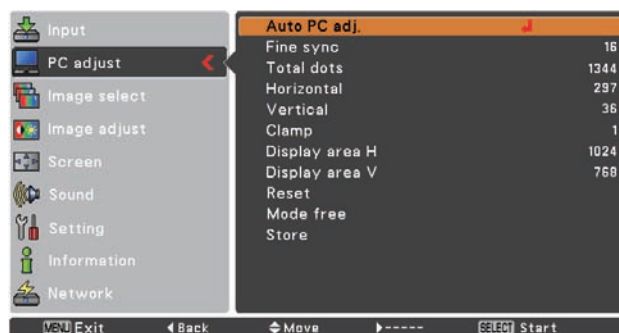 Input
PC adjust
Image select
Image adjust
Screen
Sound
Setting
Information
Network
Auto PC adj.
Fine sync 16
Total dots 1344
Horizontal 297
Vertical 36
Clamp 1
Display area H 1024
Display area V 768
Reset
Mode free
Store
MENU Exit Back Move ----- SELECT Start